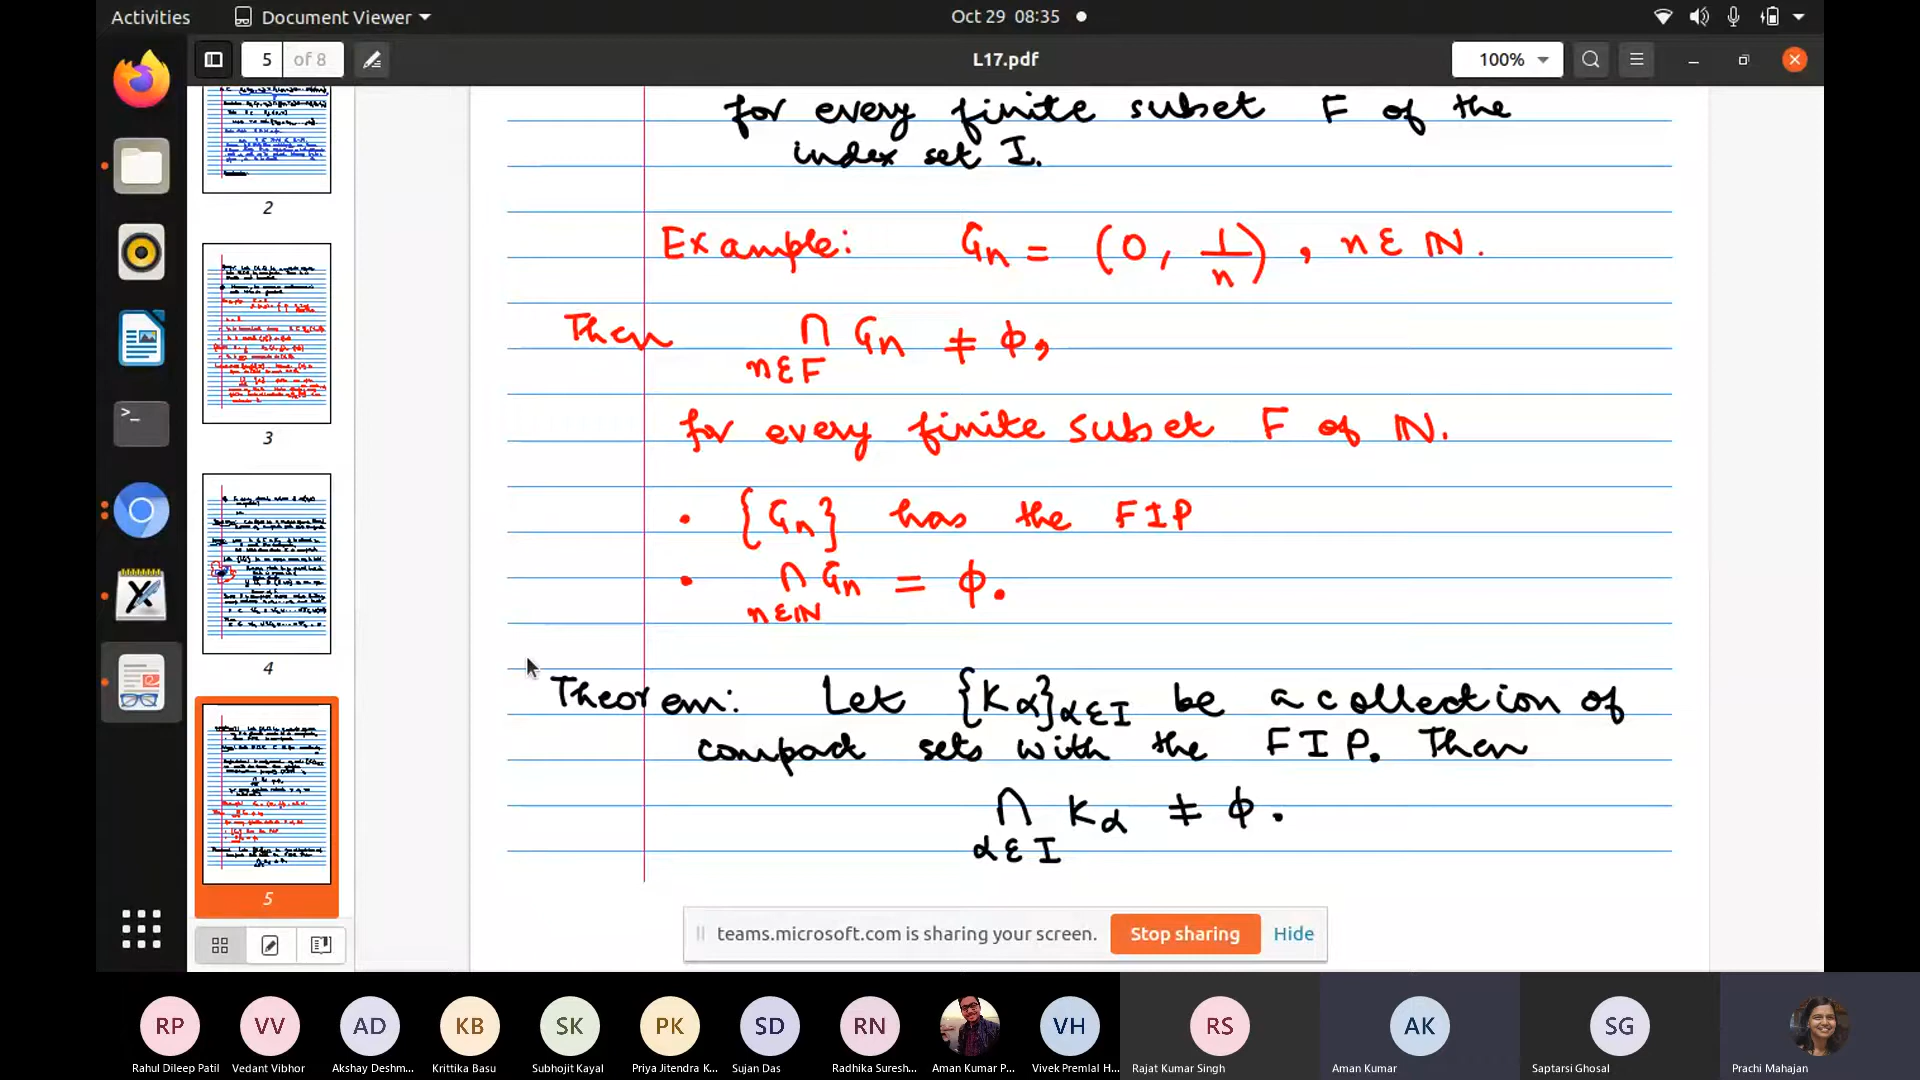 Activities
Document Viewer
Oct 29 08:35
5 of 8
L17.pdf
100%
for every finite subset F of the
index set I.
Example: Gn = (0, 1/n), n ∈ ℕ.
Then ∩ Gn ≠ ϕ,
n∈F
for every finite subset F of ℕ.
• {Gn} has the FIP
• ∩ Gn = ϕ.
n∈ℕ
Theorem: Let {Kα}α∈I be a collection of
compact sets with the FIP. Then
∩ Kα ≠ ϕ.
α∈I
2
3
4
5
teams.microsoft.com is sharing your screen.
Stop sharing
Hide
RP VV AD KB SK PK SD RN VH RS AK SG
Rahul Dileep Patil
Vedant Vibhor
Akshay Deshm...
Krittika Basu
Subhojit Kayal
Priya Jitendra K...
Sujan Das
Radhika Suresh...
Aman Kumar P...
Vivek Premlal H...
Rajat Kumar Singh
Aman Kumar
Saptarsi Ghosal
Prachi Mahajan